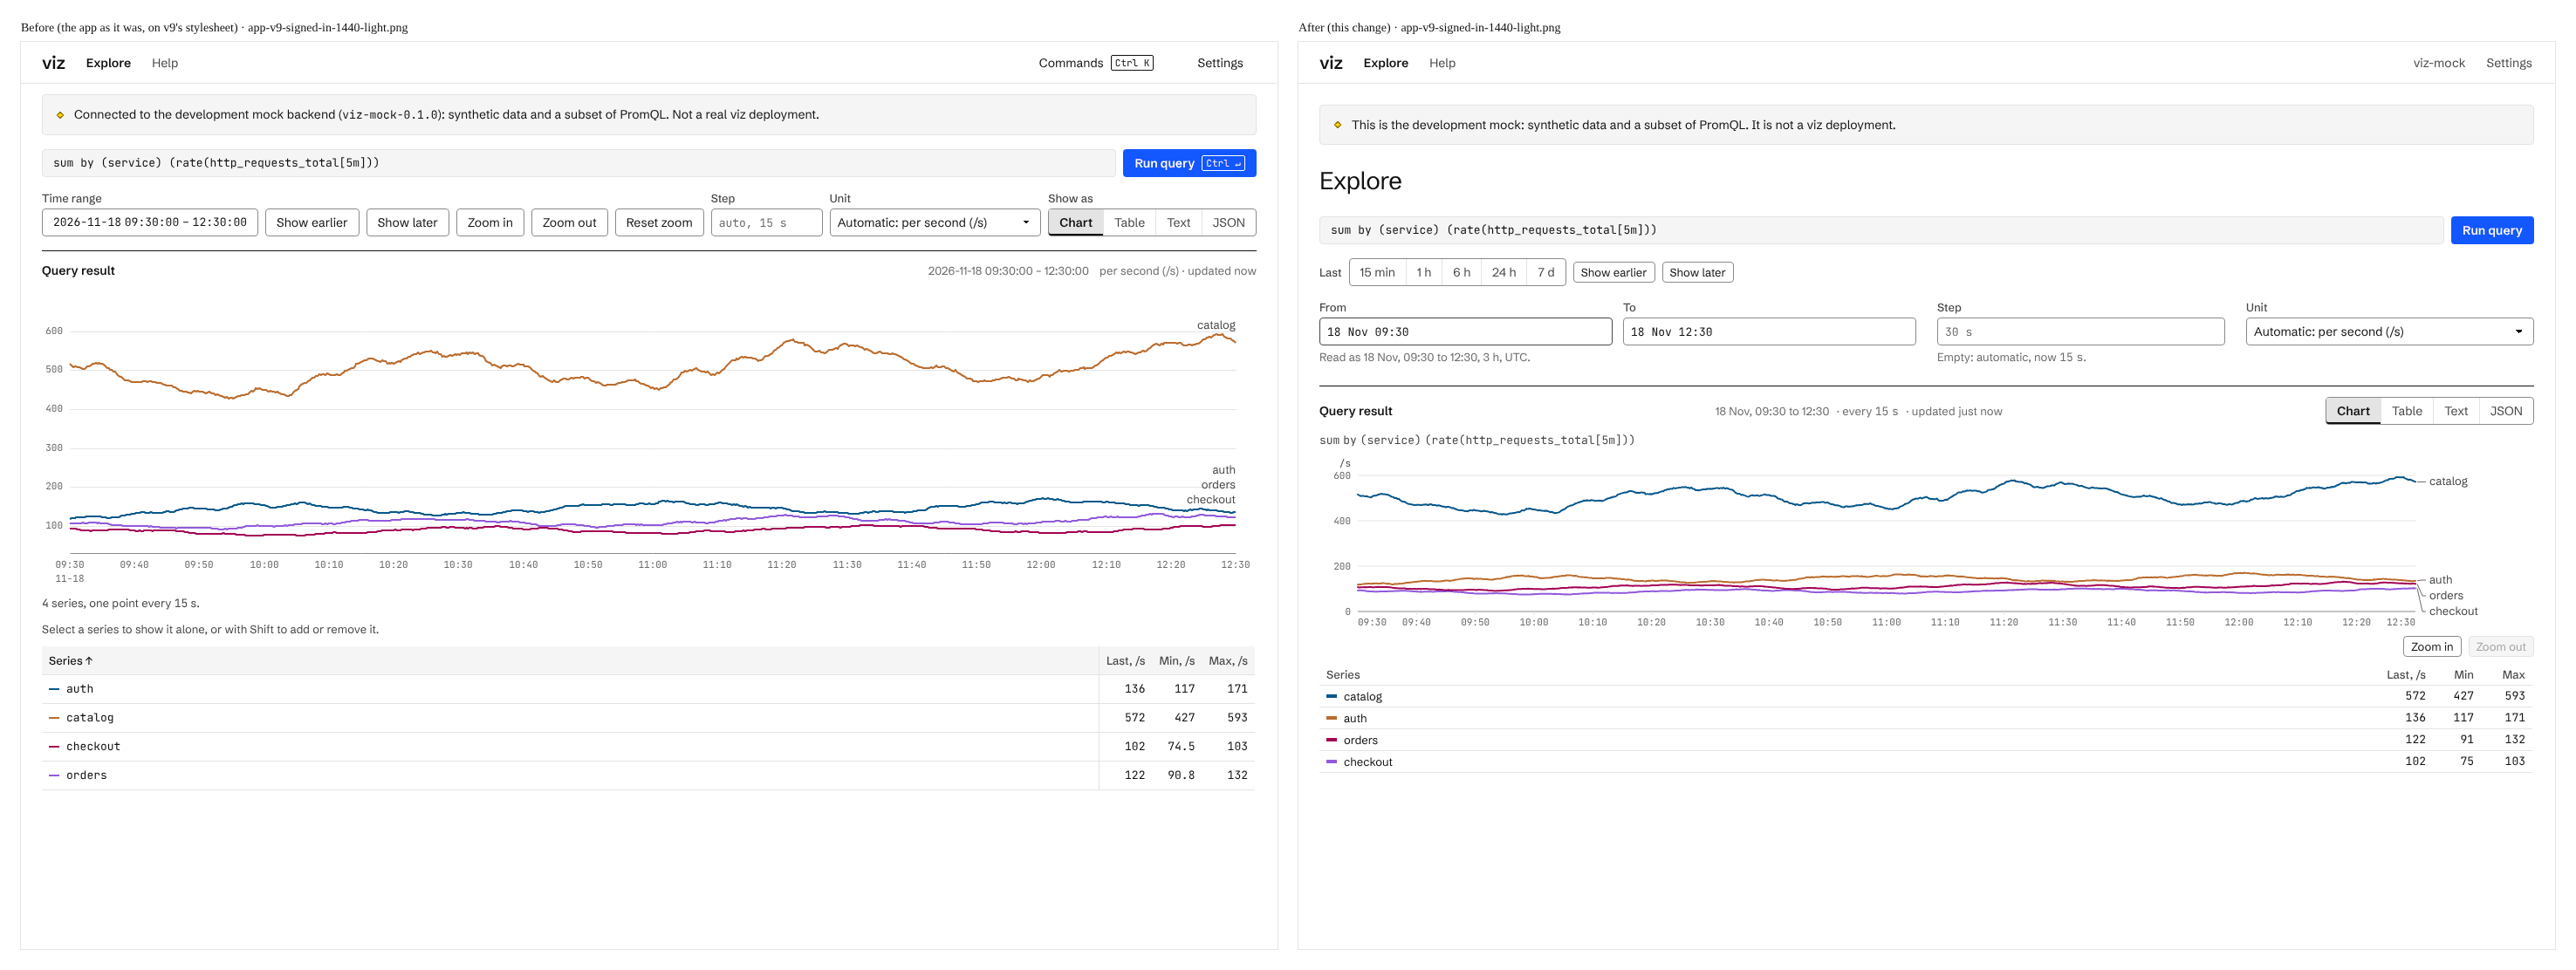 Before (the app as it was, on v9's stylesheet) · app-v9-signed-in-1440-light.png
viz Explore Help Commands Ctrl K Settings
Connected to the development mock backend (viz-mock-0.1.0): synthetic data and a subset of PromQL. Not a real viz deployment.
sum by (service) (rate(http_requests_total[5m])) Run query Ctrl ↵
Time range Step Unit Show as
2026-11-18 09:30:00 – 12:30:00 Show earlier Show later Zoom in Zoom out Reset zoom auto, 15 s Automatic: per second (/s) Chart Table Text JSON
Query result 2026-11-18 09:30:00 – 12:30:00 per second (/s) · updated now
catalog
600
500
400
300
auth
200
orders
checkout
100
09:30 09:40 09:50 10:00 10:10 10:20 10:30 10:40 10:50 11:00 11:10 11:20 11:30 11:40 11:50 12:00 12:10 12:20 12:30
11-18
4 series, one point every 15 s.
Select a series to show it alone, or with Shift to add or remove it.
Series ↑ Last, /s Min, /s Max, /s
auth 136 117 171
catalog 572 427 593
checkout 102 74.5 103
orders 122 90.8 132
After (this change) · app-v9-signed-in-1440-light.png
viz Explore Help viz-mock Settings
This is the development mock: synthetic data and a subset of PromQL. It is not a viz deployment.
Explore
sum by (service) (rate(http_requests_total[5m])) Run query
Last 15 min 1 h 6 h 24 h 7 d Show earlier Show later
From To Step Unit
18 Nov 09:30 18 Nov 12:30 30 s Automatic: per second (/s)
Read as 18 Nov, 09:30 to 12:30, 3 h, UTC. Empty: automatic, now 15 s.
Query result 18 Nov, 09:30 to 12:30 · every 15 s · updated just now Chart Table Text JSON
sum by (service) (rate(http_requests_total[5m]))
/s
600
catalog
400
200
auth
orders
0 checkout
09:30 09:40 09:50 10:00 10:10 10:20 10:30 10:40 10:50 11:00 11:10 11:20 11:30 11:40 11:50 12:00 12:10 12:20 12:30
Zoom in Zoom out
Series Last, /s Min Max
catalog 572 427 593
auth 136 117 171
orders 122 91 132
checkout 102 75 103